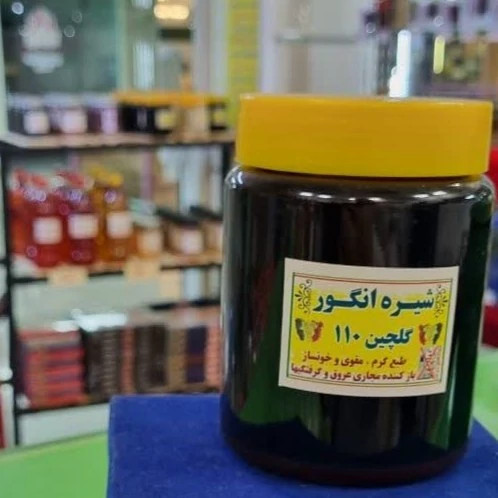 شیره انگور
گلچین ۱۱۰
طبع گرم ، مقوی و خونساز
باز کننده مجاری عروق و گرفتگیها